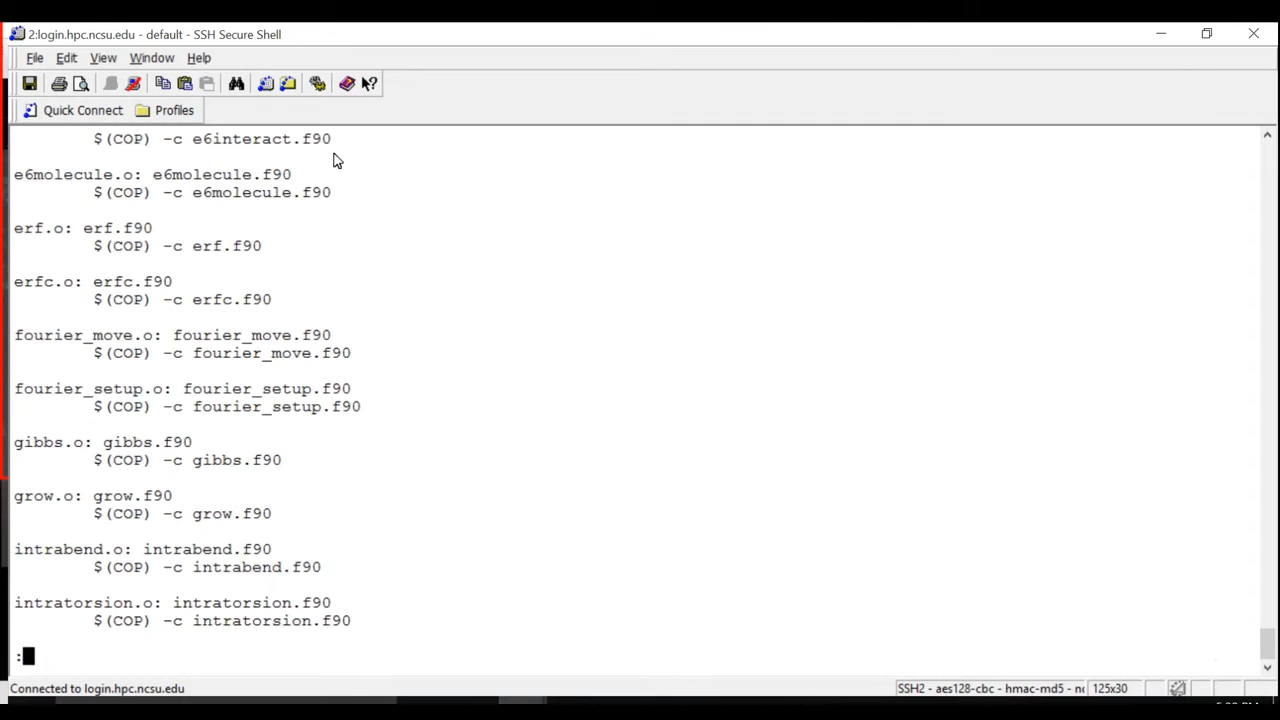 2:login.hpc.ncsu.edu - default - SSH Secure Shell
File Edit View Window Help
Quick Connect Profiles
$(COP) -c e6interact.f90
e6molecule.o: e6molecule.f90
$(COP) -c e6molecule.f90
erf.o: erf.f90
$(COP) -c erf.f90
erfc.o: erfc.f90
$(COP) -c erfc.f90
fourier_move.o: fourier_move.f90
$(COP) -c fourier_move.f90
fourier_setup.o: fourier_setup.f90
$(COP) -c fourier_setup.f90
gibbs.o: gibbs.f90
$(COP) -c gibbs.f90
grow.o: grow.f90
$(COP) -c grow.f90
intrabend.o: intrabend.f90
$(COP) -c intrabend.f90
intratorsion.o: intratorsion.f90
$(COP) -c intratorsion.f90
:
Connected to login.hpc.ncsu.edu SSH2 - aes128-cbc - hmac-md5 - 125x30